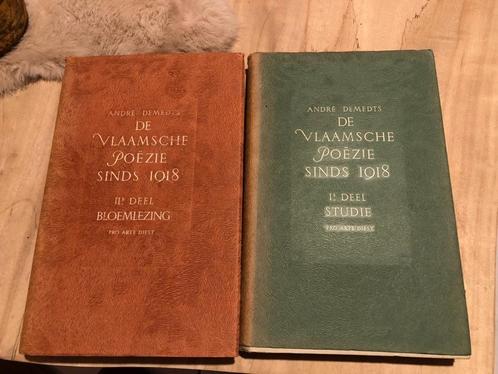 ANDRÉ DEMEDTS
DE
VLAAMSCHE
POËZIE
SINDS 1918
IIE DEEL
BLOEMLEZING
PRO ARTE DIEST
ANDRÉ DEMEDTS
DE
VLAAMSCHE
POËZIE
SINDS 1918
IE DEEL
STUDIE
PRO ARTE DIEST